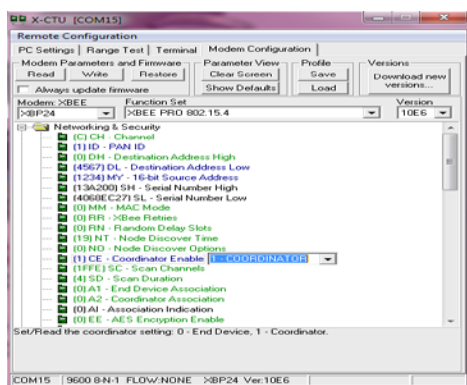 X-CTU [COM15]
Remote Configuration
PC Settings Range Test Terminal Modem Configuration
Modem Parameters and Firmware Parameter View Profile Versions
Read Write Restore Clear Screen Save Download new versions...
Always update firmware Show Defaults Load
Modem: XBEE Function Set Version
XBP24 XBEE PRO 802.15.4 10E6
Networking & Security
(C) CH - Channel
(1) ID - PAN ID
(0) DH - Destination Address High
(4567) DL - Destination Address Low
(1234) MY - 16-bit Source Address
(13A200) SH - Serial Number High
(4068EC27) SL - Serial Number Low
(0) MM - MAC Mode
(0) RR - XBee Retries
(0) RN - Random Delay Slots
(19) NT - Node Discover Time
(0) NO - Node Discover Options
(1) CE - Coordinator Enable 1 - COORDINATOR
(1FFE) SC - Scan Channels
(4) SD - Scan Duration
(0) A1 - End Device Association
(0) A2 - Coordinator Association
(0) AI - Association Indication
(0) EE - AES Encryption Enable
Set/Read the coordinator setting: 0 - End Device, 1 - Coordinator.
COM15 9600 8-N-1 FLOW:NONE XBP24 Ver:10E6